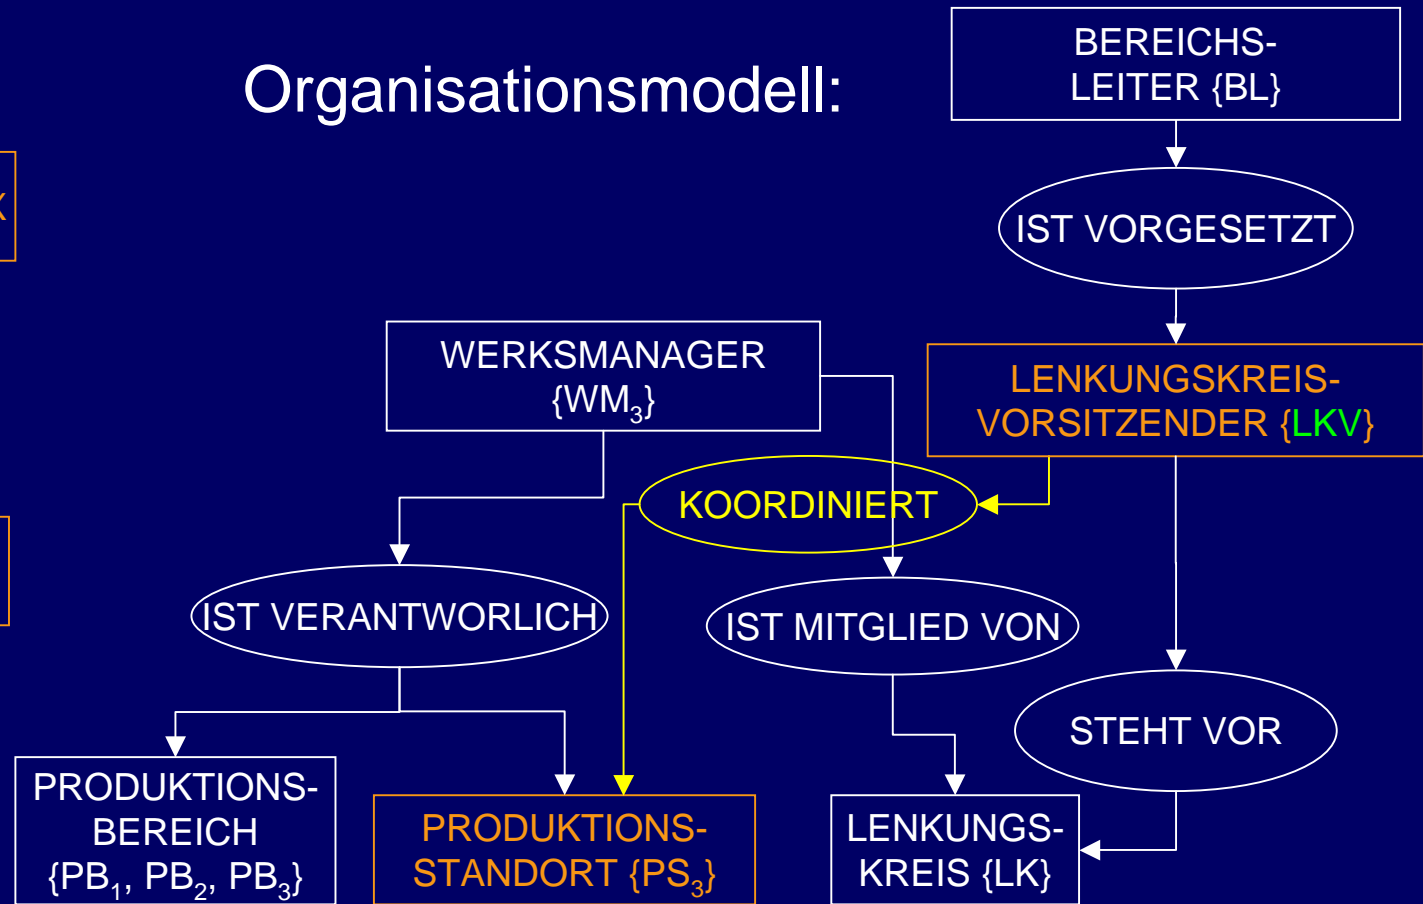 BEREICHS-
LEITER {BL}
Organisationsmodell:
X
IST VORGESETZT
WERKSMANAGER
{WM₃}
LENKUNGSKREIS-
VORSITZENDER {LKV}
KOORDINIERT
IST VERANTWORLICH
IST MITGLIED VON
STEHT VOR
PRODUKTIONS-
BEREICH
{PB₁, PB₂, PB₃}
PRODUKTIONS-
STANDORT {PS₃}
LENKUNGS-
KREIS {LK}